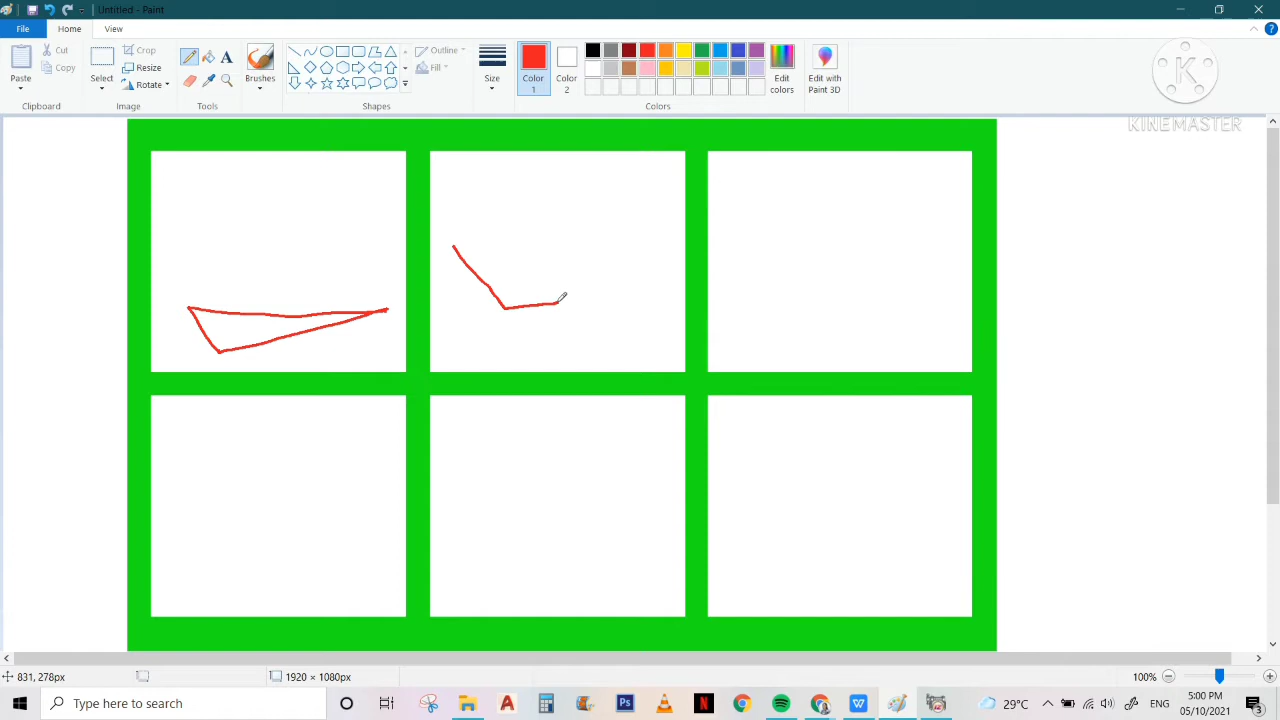 Untitled - Paint
File Home View
Paste Cut Copy Clipboard
Select Crop Resize Rotate Image
A Tools
Brushes
Outline Fill Shapes
Size
Color 1 Color 2 Edit colors Colors
Edit with Paint 3D
K
KINEMASTER
831, 278px 1920 × 1080px 100%
Type here to search 29°C ENG 5:00 PM 05/10/2021 3